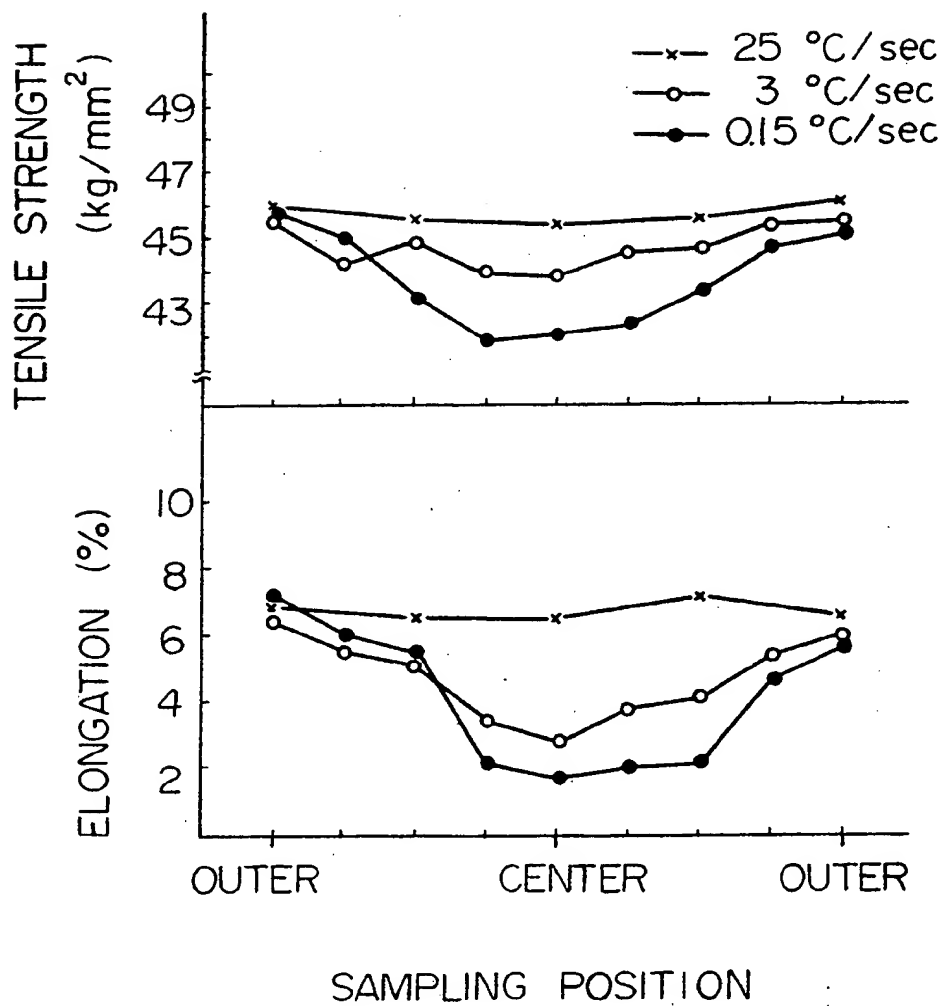 TENSILE STRENGTH
(kg/mm²)
25 °C/sec
3 °C/sec
0.15 °C/sec
49
47
45
43
ELONGATION (%)
10
8
6
4
2
OUTER CENTER OUTER
SAMPLING POSITION